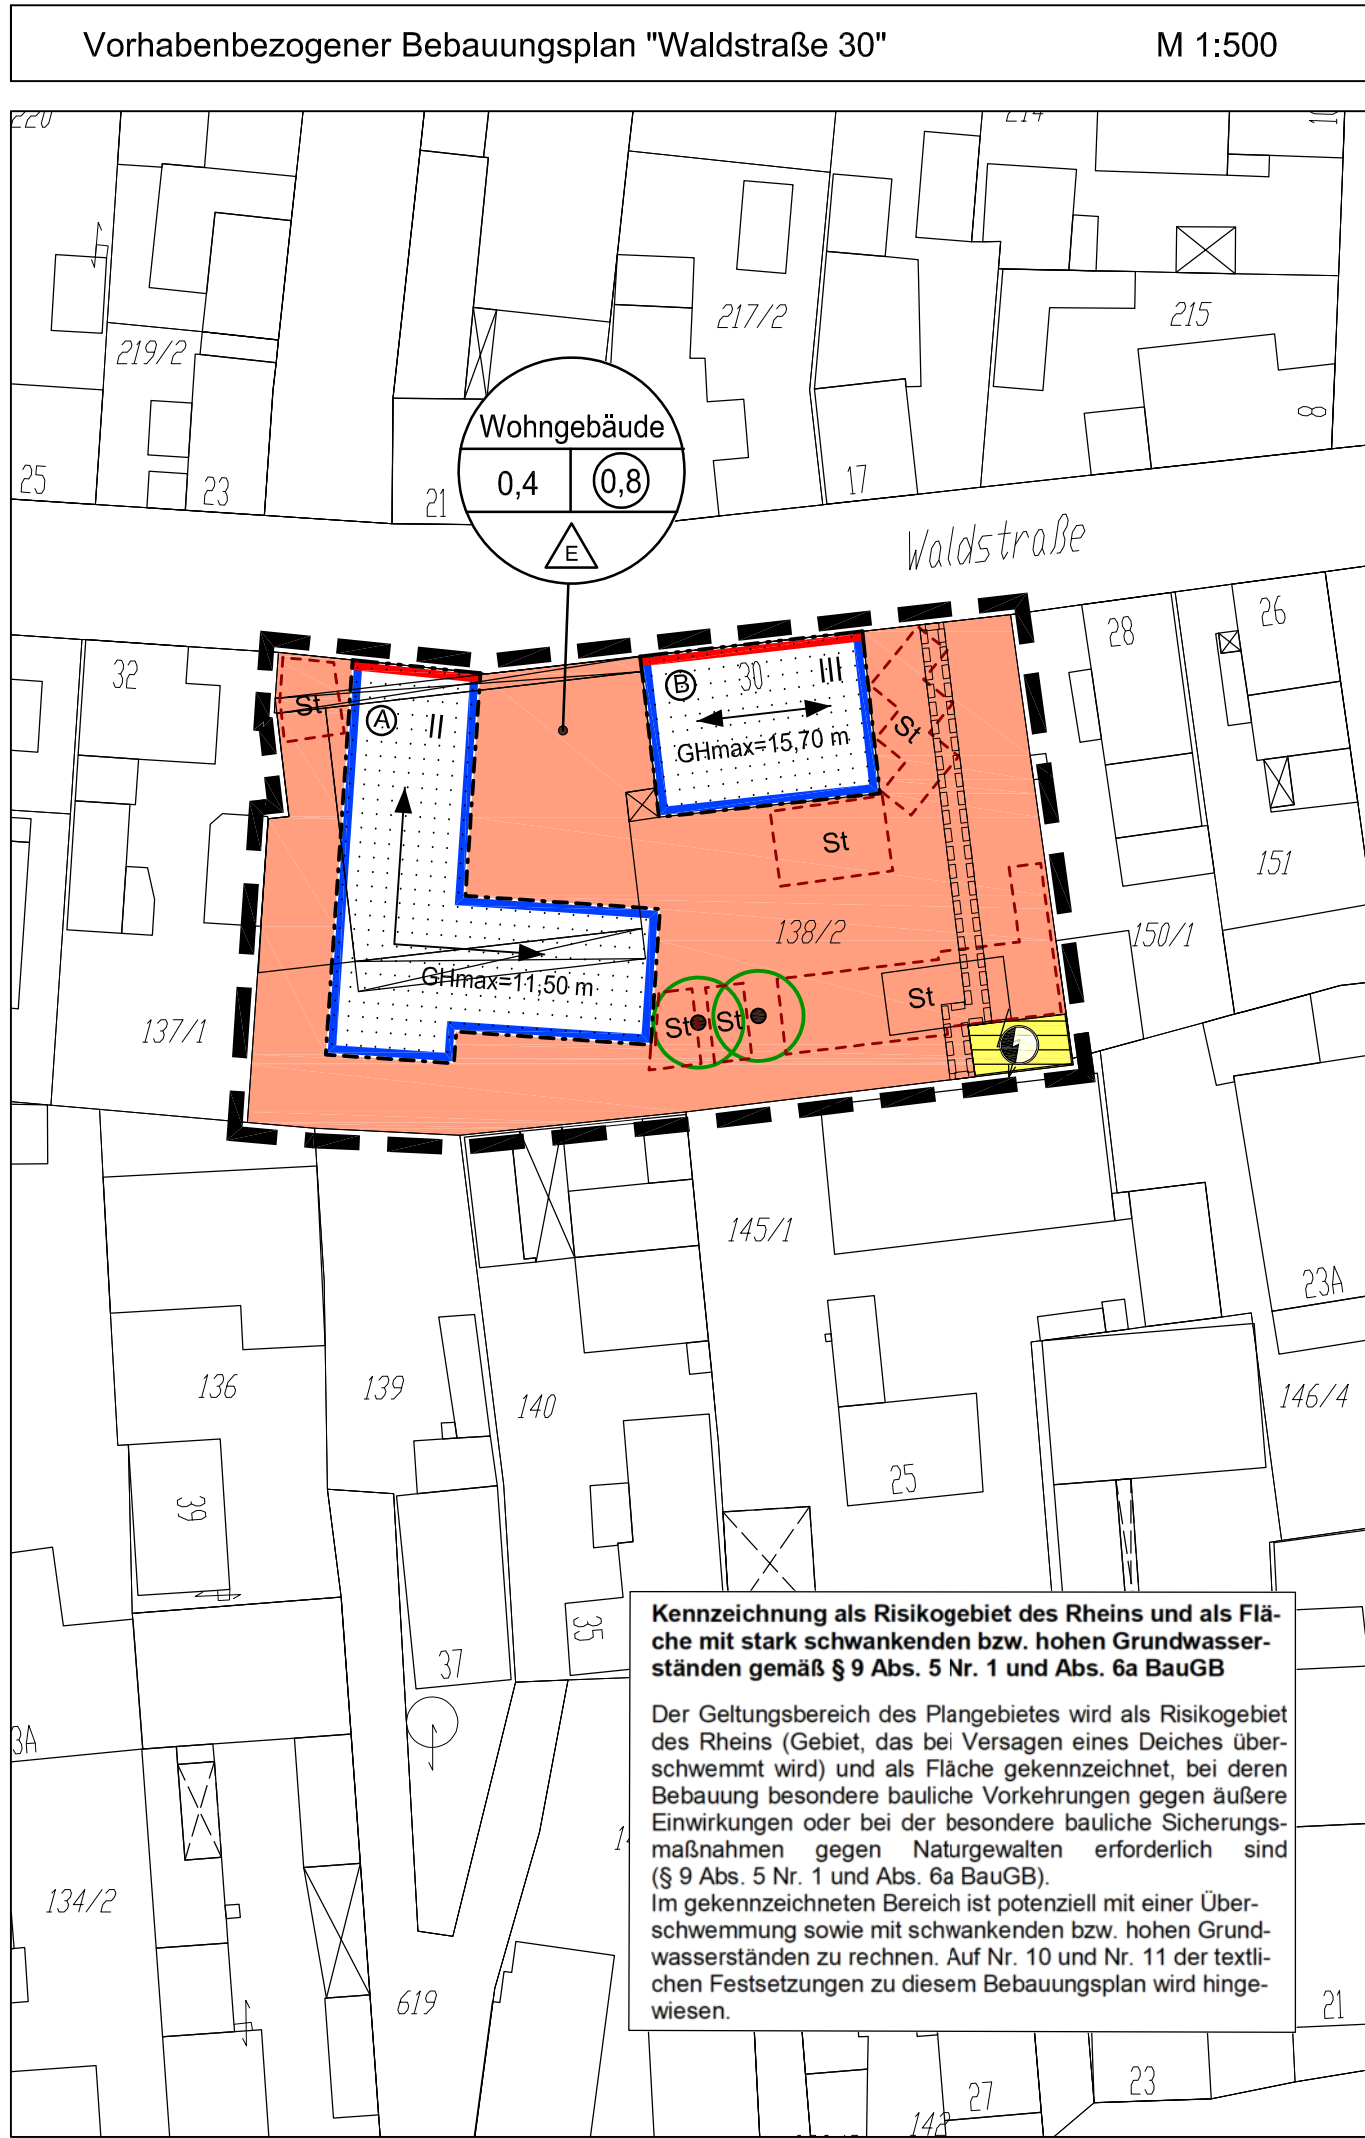 Vorhabenbezogener Bebauungsplan "Waldstraße 30" M 1:500
220
214
10
217/2
215
219/2
8
Wohngebäude
25
23
21
0,4 0,8
17
E
Waldstraße
32
28
26
St
A
II
B
30
III
St
GHmax=15,70 m
St
151
138/2
150/1
GHmax=11,50 m
St
137/1
St
St
145/1
23A
136
139
140
146/4
25
39
35
37
Kennzeichnung als Risikogebiet des Rheins und als Flä-
che mit stark schwankenden bzw. hohen Grundwasser-
ständen gemäß § 9 Abs. 5 Nr. 1 und Abs. 6a BauGB
Der Geltungsbereich des Plangebietes wird als Risikogebiet
des Rheins (Gebiet, das bei Versagen eines Deiches über-
schwemmt wird) und als Fläche gekennzeichnet, bei deren
Bebauung besondere bauliche Vorkehrungen gegen äußere
Einwirkungen oder bei der besondere bauliche Sicherungs-
maßnahmen gegen Naturgewalten erforderlich sind
(§ 9 Abs. 5 Nr. 1 und Abs. 6a BauGB).
Im gekennzeichneten Bereich ist potenziell mit einer Über-
schwemmung sowie mit schwankenden bzw. hohen Grund-
wasserständen zu rechnen. Auf Nr. 10 und Nr. 11 der textli-
chen Festsetzungen zu diesem Bebauungsplan wird hinge-
wiesen.
3A
134/2
619
21
27
23
142